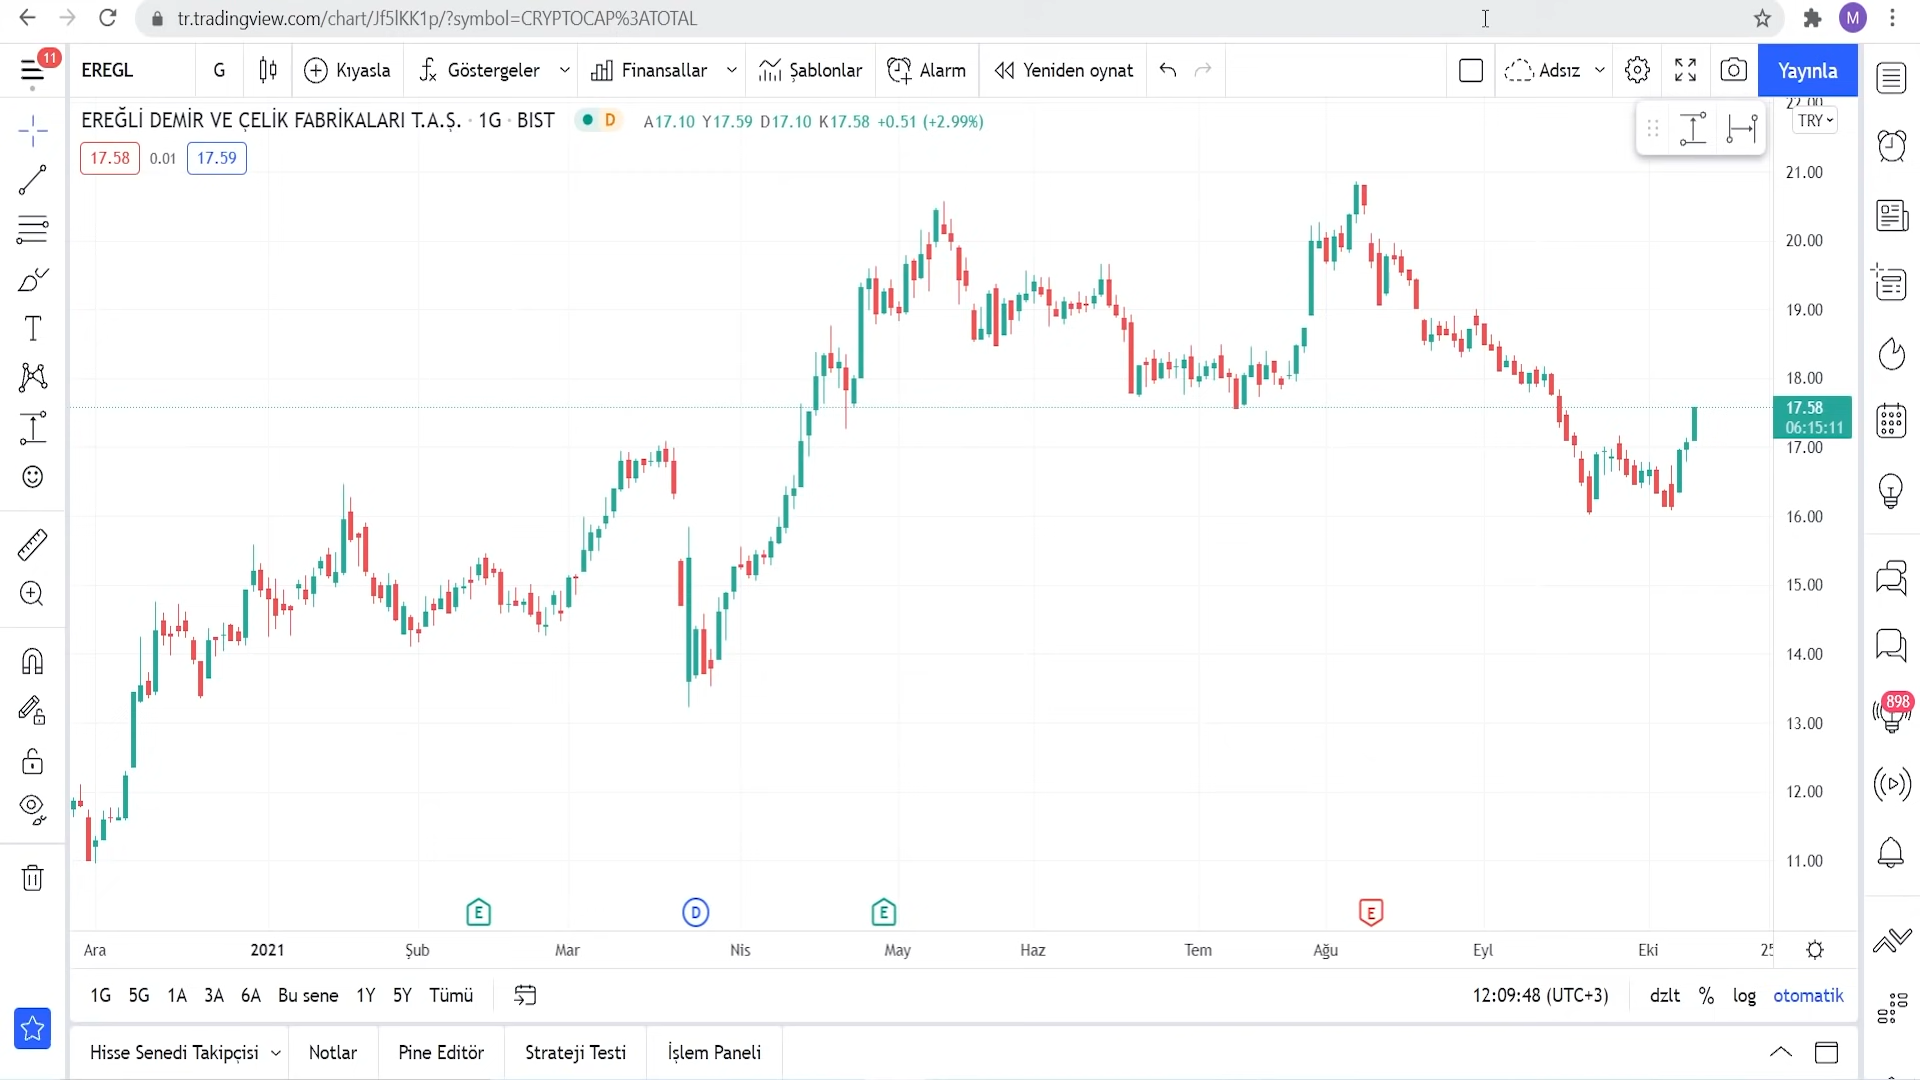 tr.tradingview.com/chart/Jf5lKK1p/?symbol=CRYPTOCAP%3ATOTAL
M
11
EREGL
G
Kıyasla
Göstergeler
Finansallar
Şablonlar
Alarm
Yeniden oynat
Adsız
Yayınla
EREĞLİ DEMİR VE ÇELİK FABRİKALARI T.A.Ş. · 1G · BIST
D
A17.10 Y17.59 D17.10 K17.58 +0.51 (+2.99%)
17.58 0.01 17.59
22.00
TRY
21.00
20.00
19.00
18.00
17.58
06:15:11
17.00
16.00
15.00
14.00
13.00
12.00
11.00
898
E D E E
Ara 2021 Şub Mar Nis May Haz Tem Ağu Eyl Eki 25
1G 5G 1A 3A 6A Bu sene 1Y 5Y Tümü
12:09:48 (UTC+3) dzlt % log otomatik
Hisse Senedi Takipçisi Notlar Pine Editör Strateji Testi İşlem Paneli